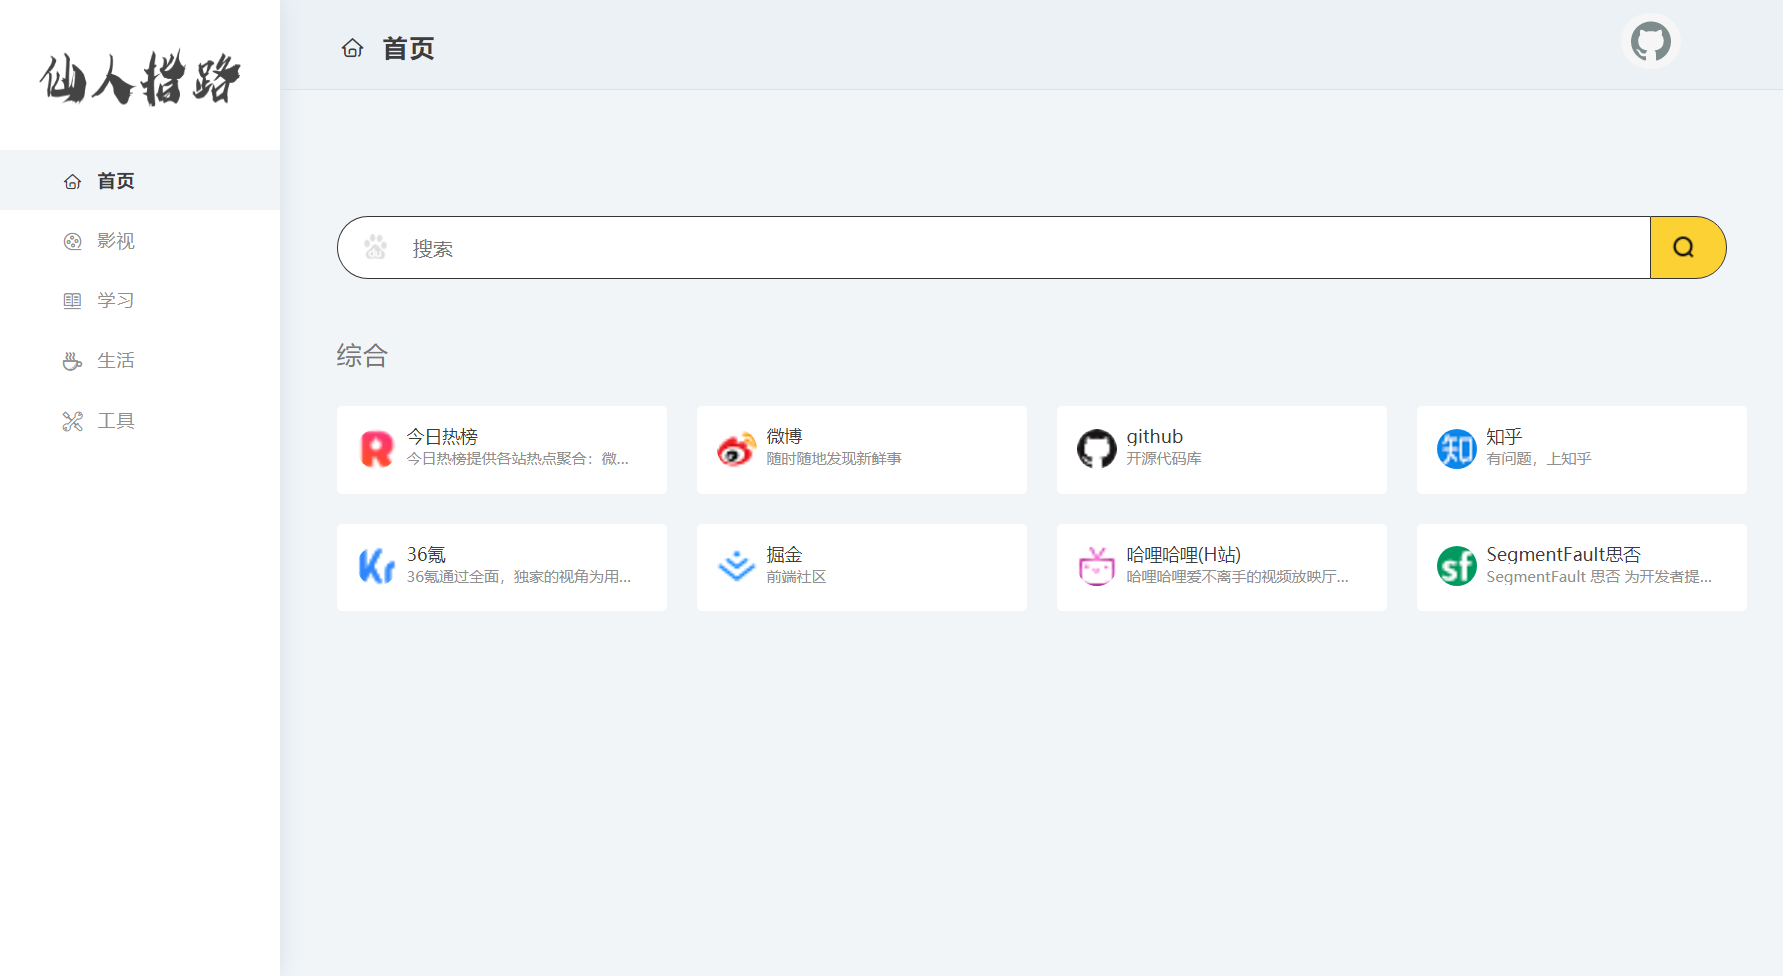 仙人指路
首页
影视
学习
生活
工具
首页
搜索
综合
今日热榜
今日热榜提供各站热点聚合：微...
微博
随时随地发现新鲜事
github
开源代码库
知乎
有问题，上知乎
36氪
36氪通过全面，独家的视角为用...
掘金
前端社区
哈哩哈哩(H站)
哈哩哈哩爱不离手的视频放映厅...
SegmentFault思否
SegmentFault 思否 为开发者提...